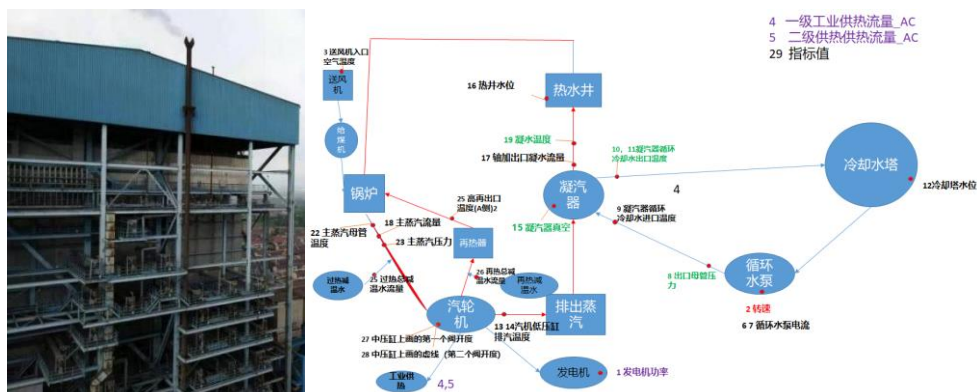 4 一级工业供热流量_AC
5 二级供热供热流量_AC
29 指标值
3 送风机入口
空气温度
送风
机
给
煤
机
锅炉
16 热井水位
热水井
19 凝水温度
17 轴加出口凝水流量
10, 11凝汽器循环
冷却水出口温度
冷却水塔
4
12冷却塔水位
凝汽
器
25 高再出口
温度(A侧)2
18 主蒸汽流量
22 主蒸汽母管
温度
23 主蒸汽压力
再热器
15 凝汽器真空
9 凝汽器循环
冷却水进口温度
过热减
温水
25 过热总减
温水流量
26 再热总减
温水流量
再热减
温水
8 出口母管压
力
循环
水泵
2 转速
6 7 循环水泵电流
汽轮
机
排出蒸
汽
13 14汽机低压缸
排汽温度
27 中压缸上画的第一个阀开度
28 中压缸上画的虚线 (第二个阀开度)
工业供
热
4,5
发电机
1 发电机功率